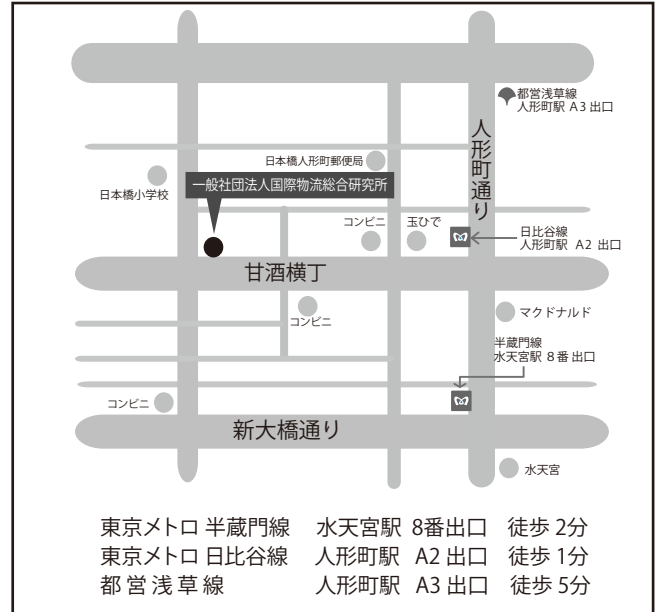 都営浅草線
人形町駅 A3 出口
人形町通り
日本橋人形町郵便局
日本橋小学校
一般社団法人国際物流総合研究所
コンビニ
玉ひで
日比谷線
人形町駅 A2 出口
甘酒横丁
コンビニ
マクドナルド
半蔵門線
水天宮駅 8番 出口
コンビニ
新大橋通り
水天宮
東京メトロ 半蔵門線 水天宮駅 8番出口 徒歩 2分
東京メトロ 日比谷線 人形町駅 A2 出口 徒歩 1分
都営浅草線 人形町駅 A3 出口 徒歩 5分